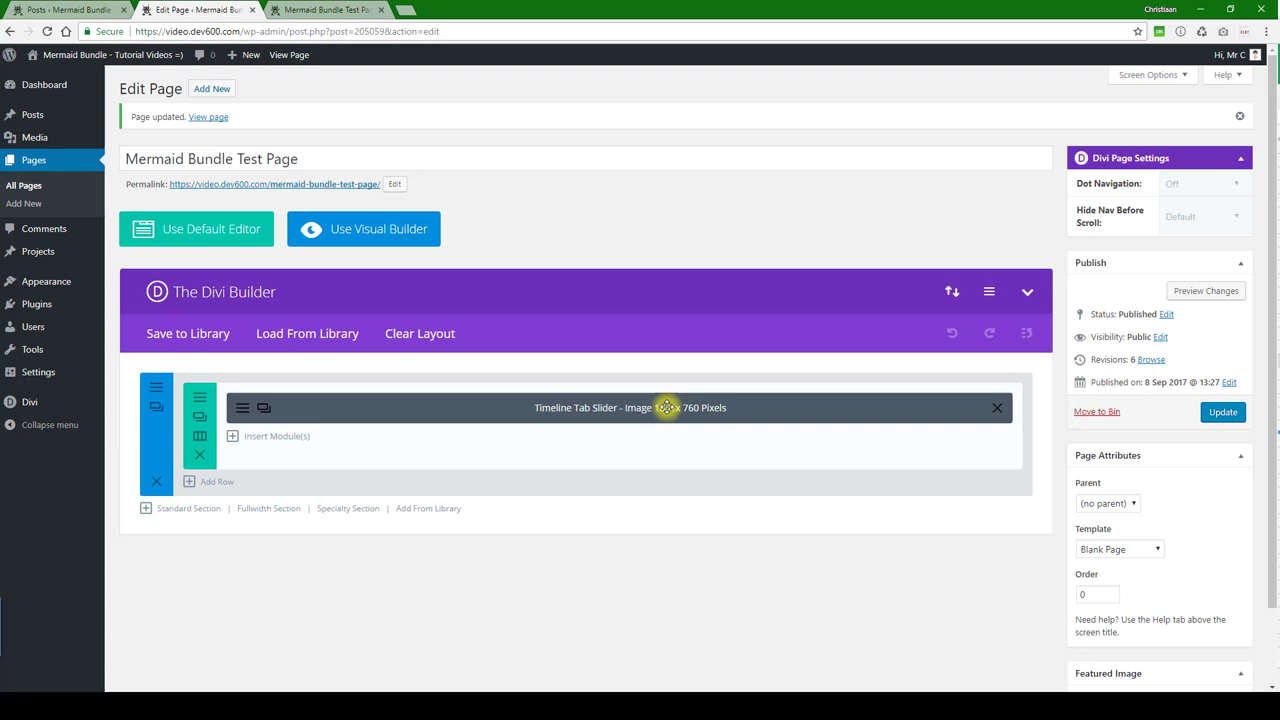 Posts ‹ Mermaid Bundle
Edit Page ‹ Mermaid Bun
Mermaid Bundle Test Pa
Christiaan
Secure
https://video.dev600.com/wp-admin/post.php?post=205059&action=edit
Mermaid Bundle - Tutorial Videos =)
0
New
View Page
Hi, Mr C
Dashboard
Posts
Media
Pages
All Pages
Add New
Comments
Projects
Appearance
Plugins
Users
Tools
Settings
Divi
Collapse menu
Edit Page
Add New
Screen Options
Help
Page updated. View page
Mermaid Bundle Test Page
Permalink: https://video.dev600.com/mermaid-bundle-test-page/
Edit
Use Default Editor
Use Visual Builder
The Divi Builder
Save to Library
Load From Library
Clear Layout
Timeline Tab Slider - Image x 760 Pixels
Insert Module(s)
Add Row
Standard Section | Fullwidth Section | Specialty Section | Add From Library
Divi Page Settings
Dot Navigation:
Off
Hide Nav Before
Scroll:
Default
Publish
Preview Changes
Status: Published Edit
Visibility: Public Edit
Revisions: 6 Browse
Published on: 8 Sep 2017 @ 13:27 Edit
Move to Bin
Update
Page Attributes
Parent
(no parent)
Template
Blank Page
Order
0
Need help? Use the Help tab above the
screen title.
Featured Image